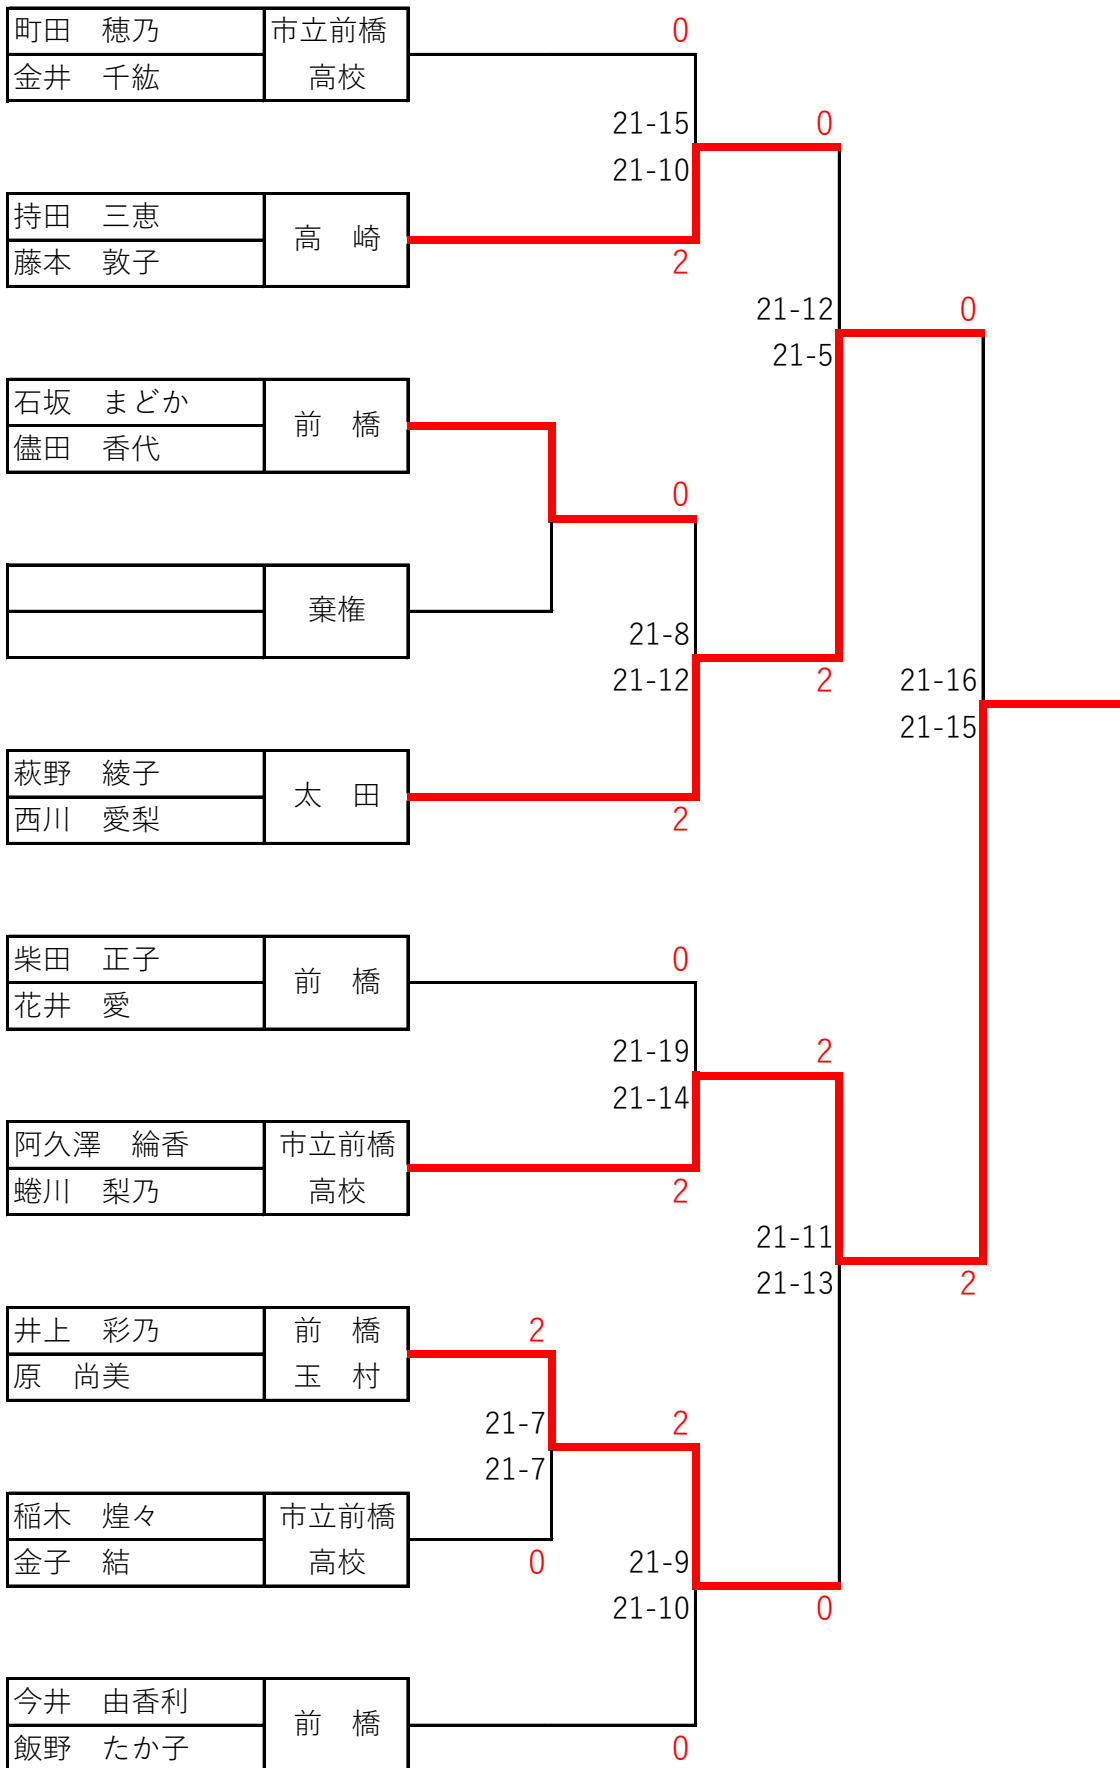 町田　穂乃
市立前橋
0
金井　千紘
高校
21-15
0
21-10
持田　三恵
高　崎
藤本　敦子
2
21-12
0
21-5
石坂　まどか
前　橋
儘田　香代
0
棄権
21-8
21-12
2
21-16
21-15
萩野　綾子
太　田
西川　愛梨
2
柴田　正子
前　橋
0
花井　愛
21-19
2
21-14
阿久澤　綸香
市立前橋
蜷川　梨乃
高校
2
21-11
21-13
2
井上　彩乃
前　橋
2
原　尚美
玉　村
21-7
2
21-7
稲木　煌々
市立前橋
金子　結
高校
0
21-9
21-10
0
今井　由香利
前　橋
飯野　たか子
0